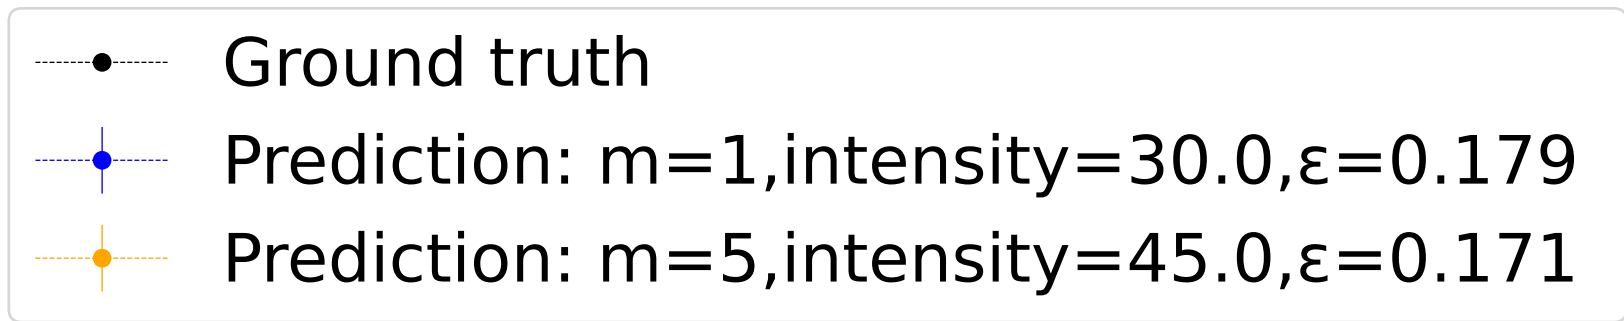 Ground truth
Prediction: m=1,intensity=30.0,ε=0.179
Prediction: m=5,intensity=45.0,ε=0.171